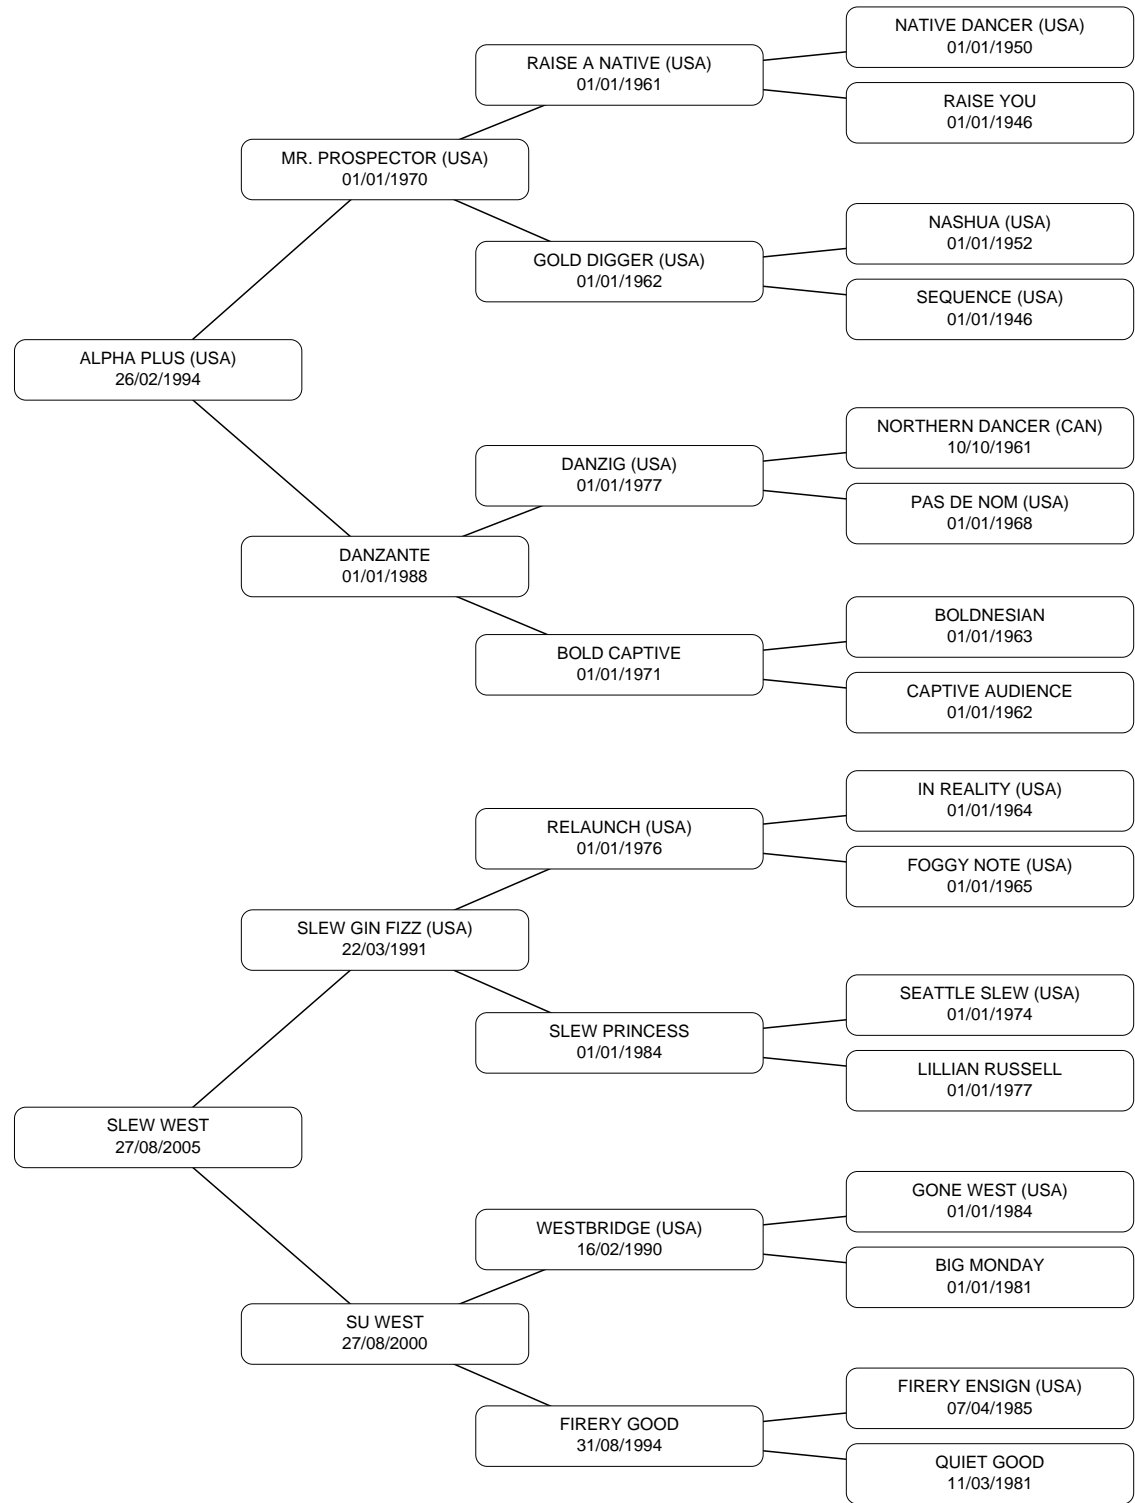 NATIVE DANCER (USA)
01/01/1950
RAISE A NATIVE (USA)
01/01/1961
RAISE YOU
01/01/1946
MR. PROSPECTOR (USA)
01/01/1970
NASHUA (USA)
01/01/1952
GOLD DIGGER (USA)
01/01/1962
SEQUENCE (USA)
01/01/1946
ALPHA PLUS (USA)
26/02/1994
NORTHERN DANCER (CAN)
10/10/1961
DANZIG (USA)
01/01/1977
PAS DE NOM (USA)
01/01/1968
DANZANTE
01/01/1988
BOLDNESIAN
01/01/1963
BOLD CAPTIVE
01/01/1971
CAPTIVE AUDIENCE
01/01/1962
IN REALITY (USA)
01/01/1964
RELAUNCH (USA)
01/01/1976
FOGGY NOTE (USA)
01/01/1965
SLEW GIN FIZZ (USA)
22/03/1991
SEATTLE SLEW (USA)
01/01/1974
SLEW PRINCESS
01/01/1984
LILLIAN RUSSELL
01/01/1977
SLEW WEST
27/08/2005
GONE WEST (USA)
01/01/1984
WESTBRIDGE (USA)
16/02/1990
BIG MONDAY
01/01/1981
SU WEST
27/08/2000
FIRERY ENSIGN (USA)
07/04/1985
FIRERY GOOD
31/08/1994
QUIET GOOD
11/03/1981